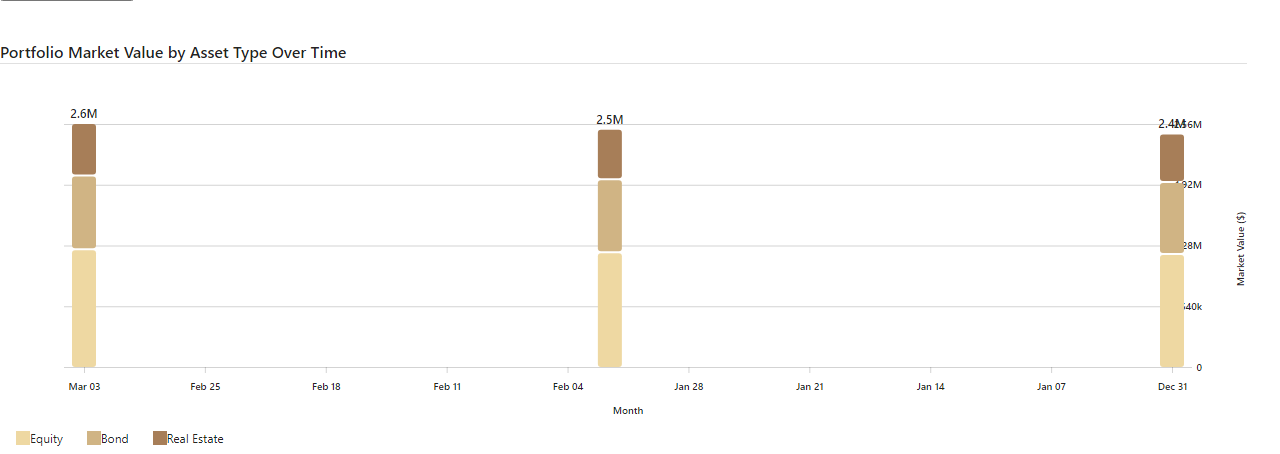 Portfolio Market Value by Asset Type Over Time
2.6M
2.5M
2.4M
Market Value ($)
0
Mar 03 Feb 25 Feb 18 Feb 11 Feb 04 Jan 28 Jan 21 Jan 14 Jan 07 Dec 31
Month
Equity Bond Real Estate